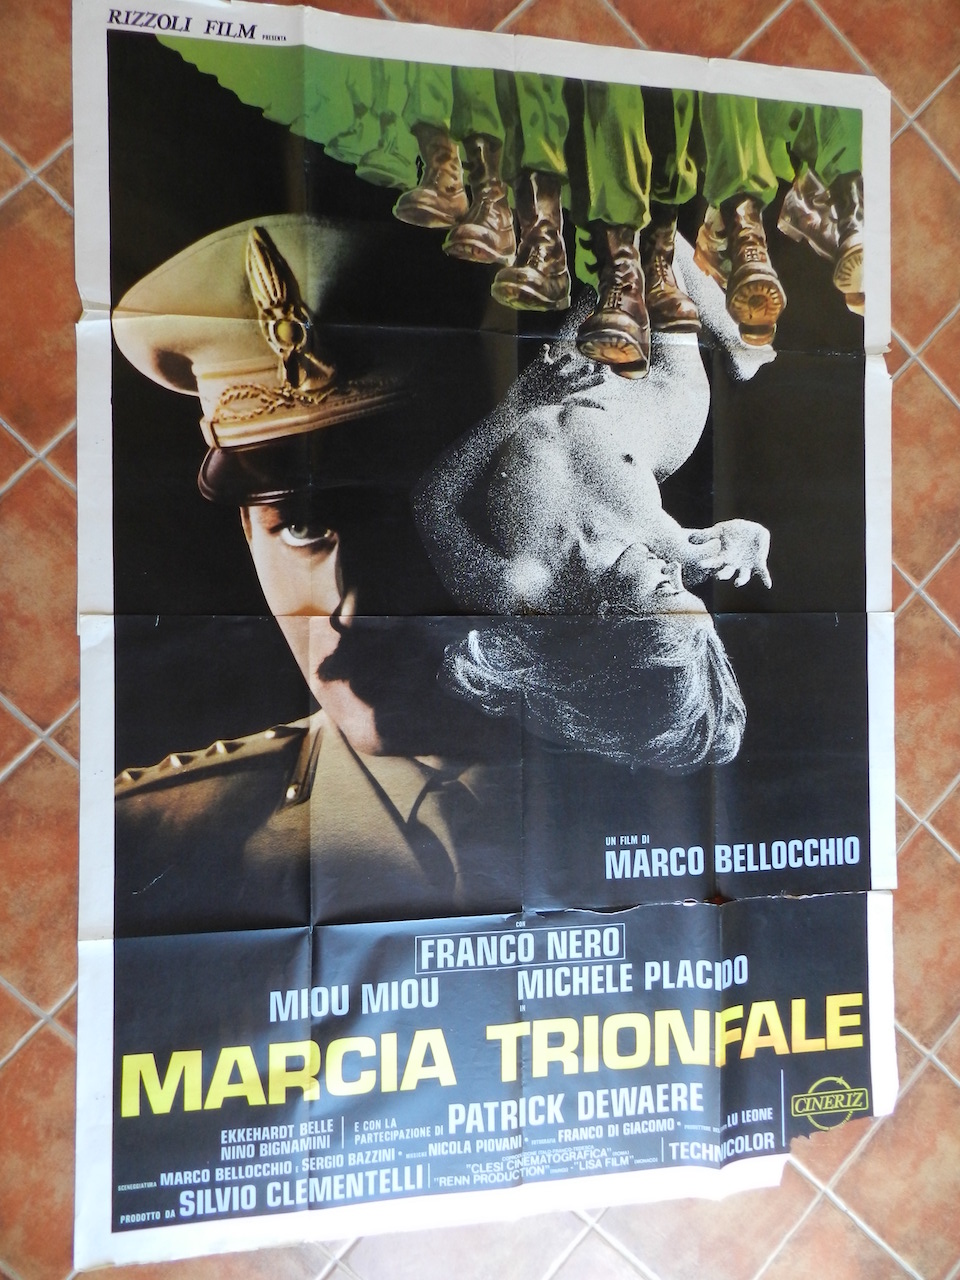 RIZZOLI FILM PRESENTA
UN FILM DI
MARCO BELLOCCHIO
CON
FRANCO NERO
MIOU MIOU MICHELE PLACIDO
IN
MARCIA TRIONFALE
EKKEHARDT BELLE
NINO BIGNAMINI
E CON LA
PARTECIPAZIONE DI PATRICK DEWAERE
SCENEGGIATURA MARCO BELLOCCHIO E SERGIO BAZZINI • MUSICHE NICOLA PIOVANI • FOTOGRAFIA FRANCO DI GIACOMO • LU LEONE
PRODOTTO DA SILVIO CLEMENTELLI
"CLESI CINEMATOGRAFICA" (ROMA)
"RENN PRODUCTION" - "LISA FILM"
TECHNICOLOR
CINERIZ